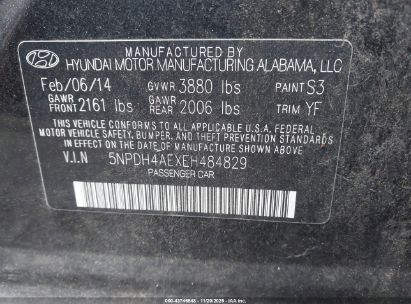 MANUFACTURED BY
HYUNDAI MOTOR MANUFACTURING ALABAMA, LLC
Feb/06/14 GVWR 3880 lbs PAINT S3
GAWR FRONT 2161 lbs GAWR REAR 2006 lbs TRIM YF
THIS VEHICLE CONFORMS TO ALL APPLICABLE U.S.A FEDERAL
MOTOR VEHICLE SAFETY, BUMPER, AND THEFT PREVENTION
STANDARDS IN EFFECT ON THE DATE OF MANUFACTURE
SHOWN ABOVE.
V.I.N 5NPDH4AEXEH484829
PASSENGER CAR